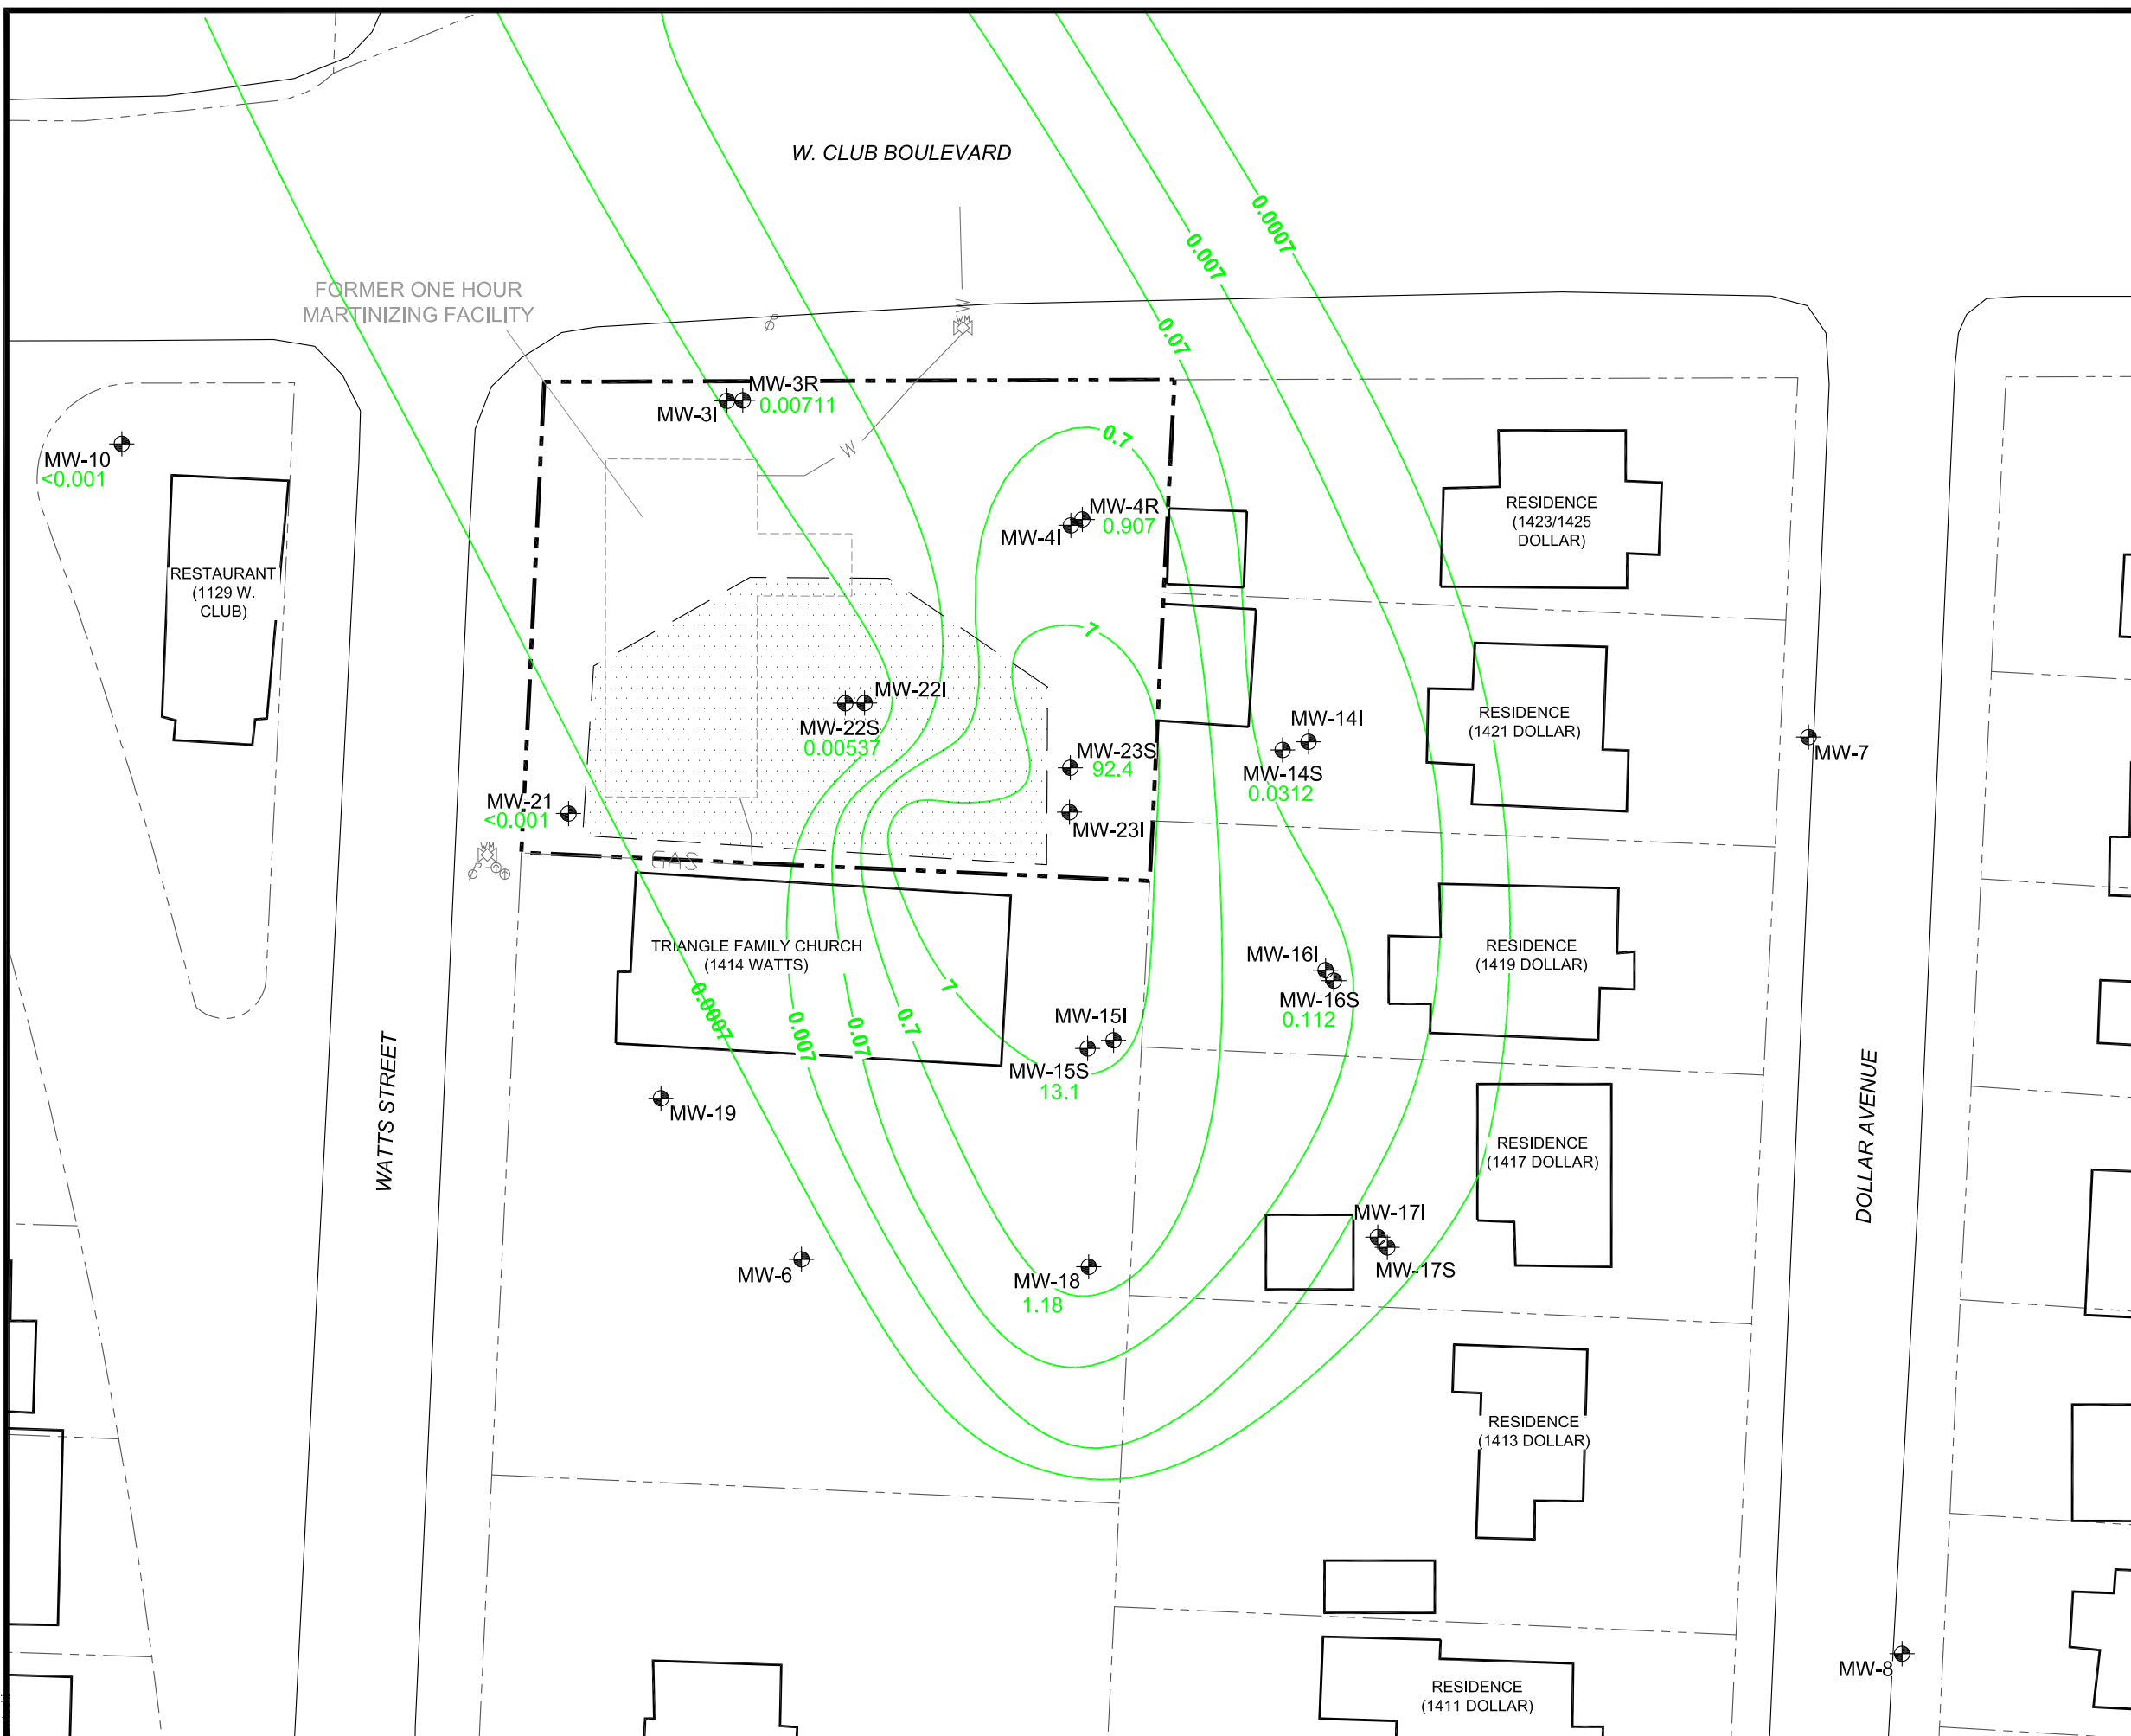 W. CLUB BOULEVARD
0.0007
0.007
0.07
FORMER ONE HOUR
MARTINIZING FACILITY
W
WM
MW-3R
0.00711
MW-3I
W
0.7
MW-10
<0.001
MW-4R
0.907
MW-4I
RESIDENCE
(1423/1425
DOLLAR)
RESTAURANT
(1129 W.
CLUB)
7
MW-22I
MW-22S
0.00537
MW-14I
MW-14S
0.0312
RESIDENCE
(1421 DOLLAR)
MW-7
MW-23S
92.4
MW-23I
MW-21
<0.001
WM
GAS
TRIANGLE FAMILY CHURCH
(1414 WATTS)
MW-16I
MW-16S
0.112
RESIDENCE
(1419 DOLLAR)
0.0007
0.007
0.07
0.7
7
MW-15I
MW-15S
13.1
WATTS STREET
MW-19
RESIDENCE
(1417 DOLLAR)
DOLLAR AVENUE
MW-6
MW-18
1.18
MW-17I
MW-17S
RESIDENCE
(1413 DOLLAR)
MW-8
RESIDENCE
(1411 DOLLAR)